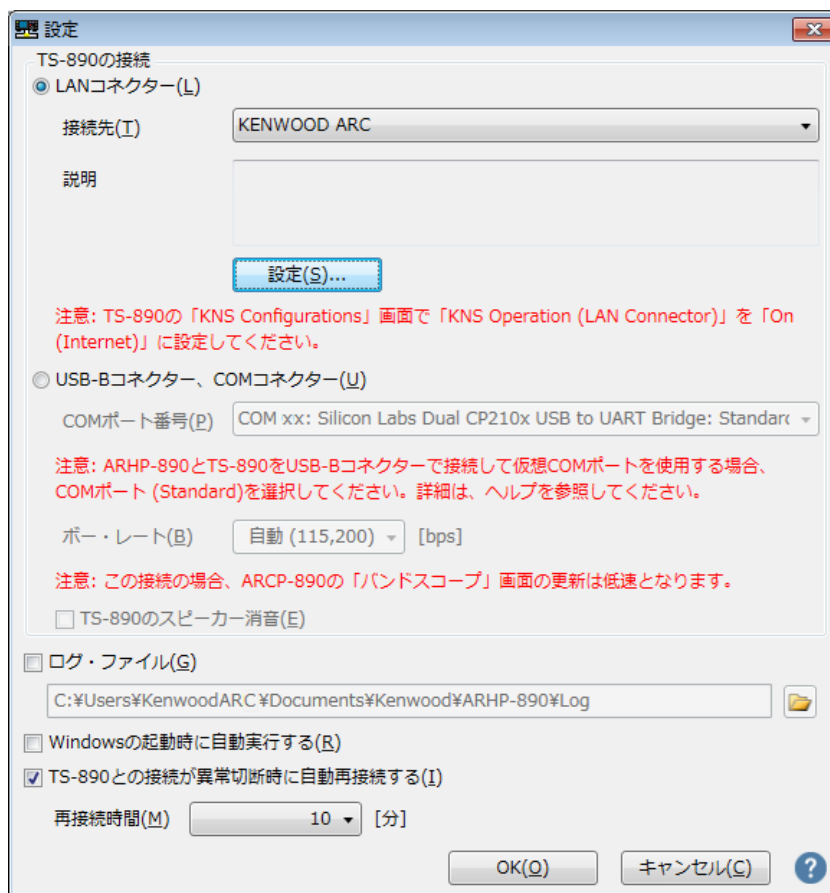 設定
TS-890の接続
LANコネクター(L)
接続先(T)
KENWOOD ARC
説明
設定(S)...
注意: TS-890の「KNS Configurations」画面で「KNS Operation (LAN Connector)」を「On
(Internet)」に設定してください。
USB-Bコネクター、COMコネクター(U)
COMポート番号(P)
COM xx: Silicon Labs Dual CP210x USB to UART Bridge: Standard
注意: ARHP-890とTS-890をUSB-Bコネクターで接続して仮想COMポートを使用する場合、
COMポート (Standard)を選択してください。詳細は、ヘルプを参照してください。
ボー・レート(B)
自動 (115,200)
[bps]
注意: この接続の場合、ARCP-890の「バンドスコープ」画面の更新は低速となります。
TS-890のスピーカー消音(E)
ログ・ファイル(G)
C:¥Users¥KenwoodARC¥Documents¥Kenwood¥ARHP-890¥Log
Windowsの起動時に自動実行する(R)
TS-890との接続が異常切断時に自動再接続する(I)
再接続時間(M)
10
[分]
OK(O)
キャンセル(C)
?